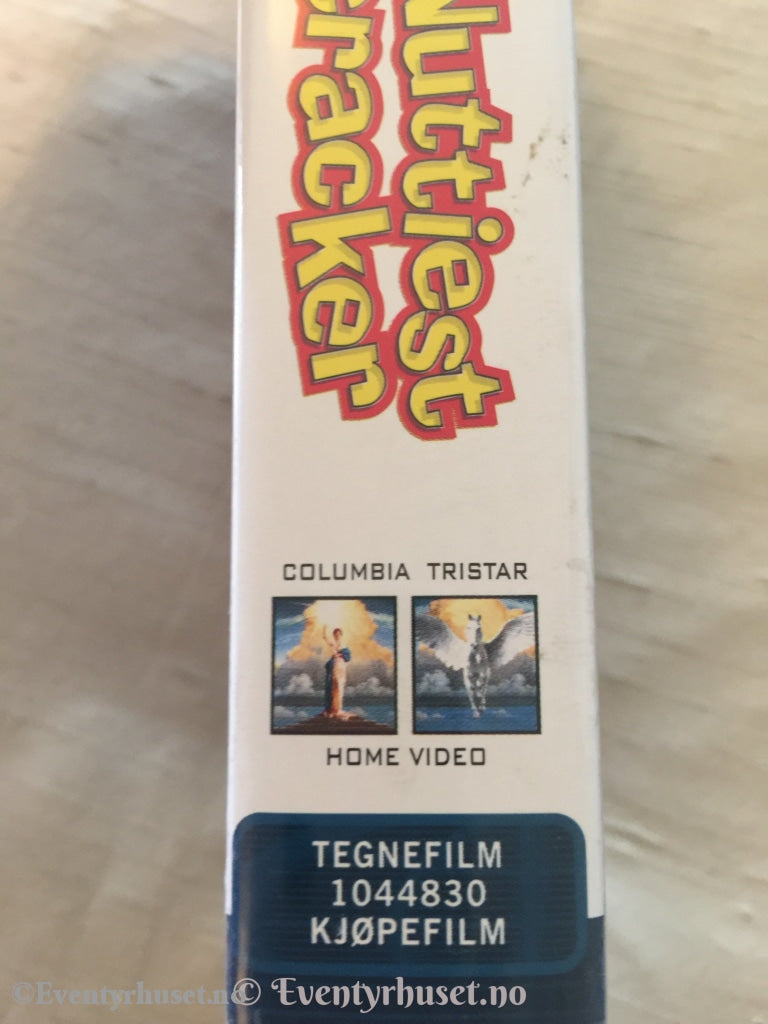 Nuttiest
cracker
COLUMBIA TRISTAR
HOME VIDEO
TEGNEFILM
1044830
KJØPEFILM
©Eventyrhuset.no
© Eventyrhuset.no